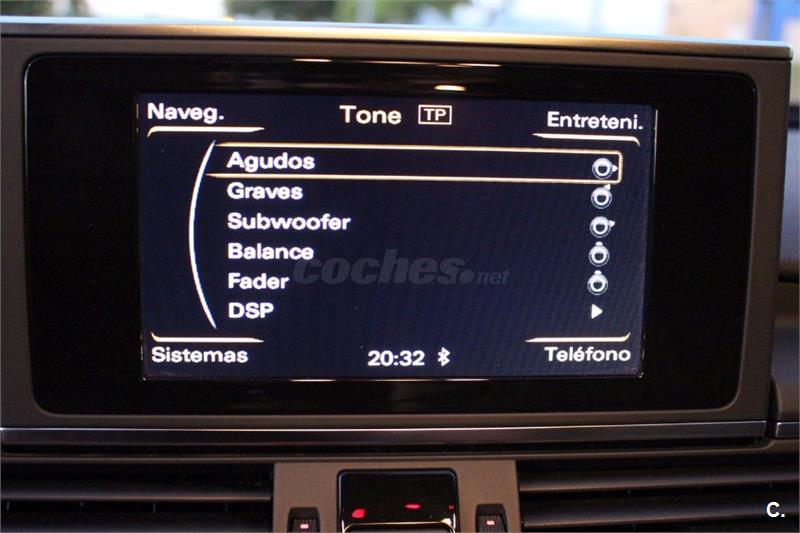 Naveg.
Tone TP
Entreteni.
Agudos
Graves
Subwoofer
Balance
Fader
DSP
coches.net
Sistemas
20:32
Teléfono
C.